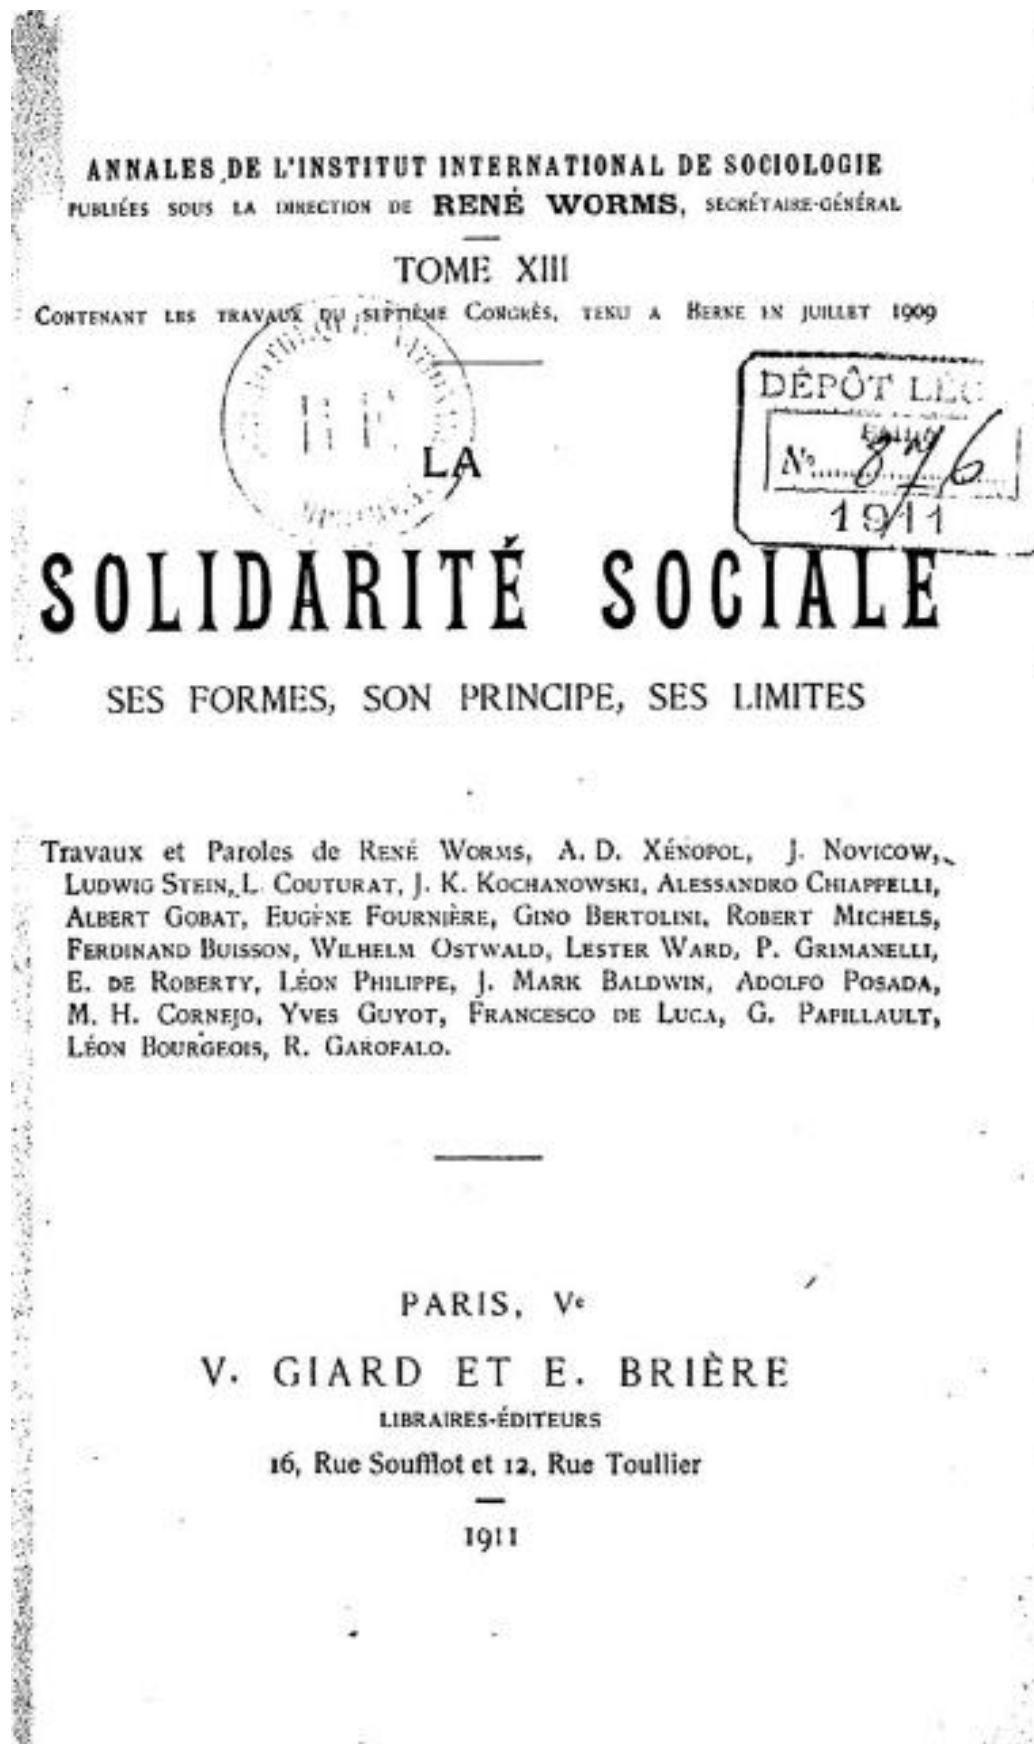 ANNALES DE L'INSTITUT INTERNATIONAL DE SOCIOLOGIE
PUBLIÉES SOUS LA DIRECTION DE RENÉ WORMS, SECRÉTAIRE-GÉNÉRAL
TOME XIII
CONTENANT LES TRAVAUX DU SEPTIÈME CONGRÈS, TENU A BERNE EN JUILLET 1909
DÉPÔT LÉG
No 876
1911
LA
SOLIDARITÉ SOCIALE
SES FORMES, SON PRINCIPE, SES LIMITES
Travaux et Paroles de RENÉ WORMS, A. D. XÉNOPOL, J. NOVICOW,
LUDWIG STEIN, L. COUTURAT, J. K. KOCHANOWSKI, ALESSANDRO CHIAPPELLI,
ALBERT GOBAT, EUGÈNE FOURNIÈRE, GINO BERTOLINI, ROBERT MICHELS,
FERDINAND BUISSON, WILHELM OSTWALD, LESTER WARD, P. GRIMANELLI,
E. DE ROBERTY, LÉON PHILIPPE, J. MARK BALDWIN, ADOLFO POSADA,
M. H. CORNEJO, YVES GUYOT, FRANCESCO DE LUCA, G. PAPILLAULT,
LÉON BOURGEOIS, R. GAROFALO.
PARIS, Ve
V. GIARD ET E. BRIÈRE
LIBRAIRES-ÉDITEURS
16, Rue Soufflot et 12, Rue Toullier
1911